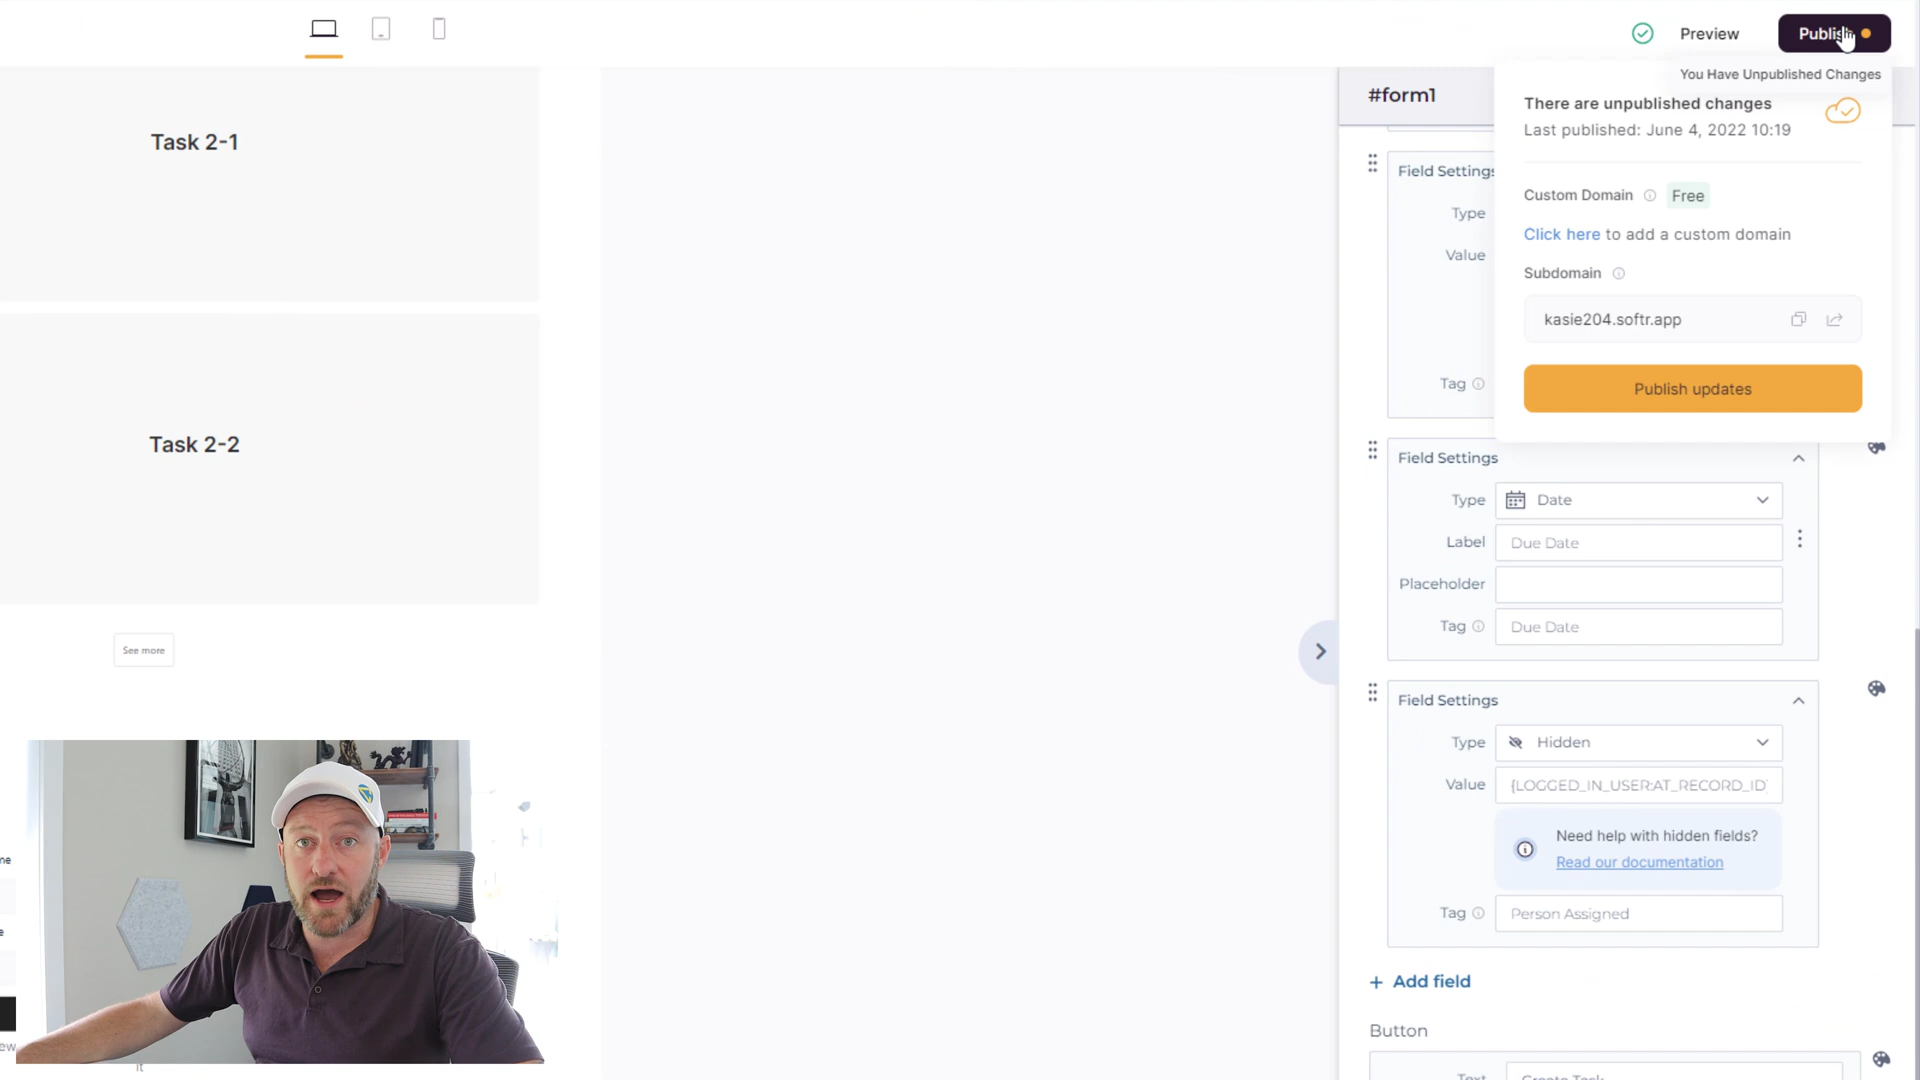 Preview
Publish
You Have Unpublished Changes
#form1
There are unpublished changes
Last published: June 4, 2022 10:19
Task 2-1
Field Settings
Custom Domain Free
Type
Click here to add a custom domain
Value
Subdomain
kasie204.softr.app
Tag
Publish updates
Task 2-2
Field Settings
Type Date
Label Due Date
Placeholder
Tag Due Date
See more
Field Settings
Type Hidden
Value {LOGGED_IN_USER:AT_RECORD_ID
Need help with hidden fields?
Read our documentation
Tag Person Assigned
+ Add field
Button
Text Create Task
it